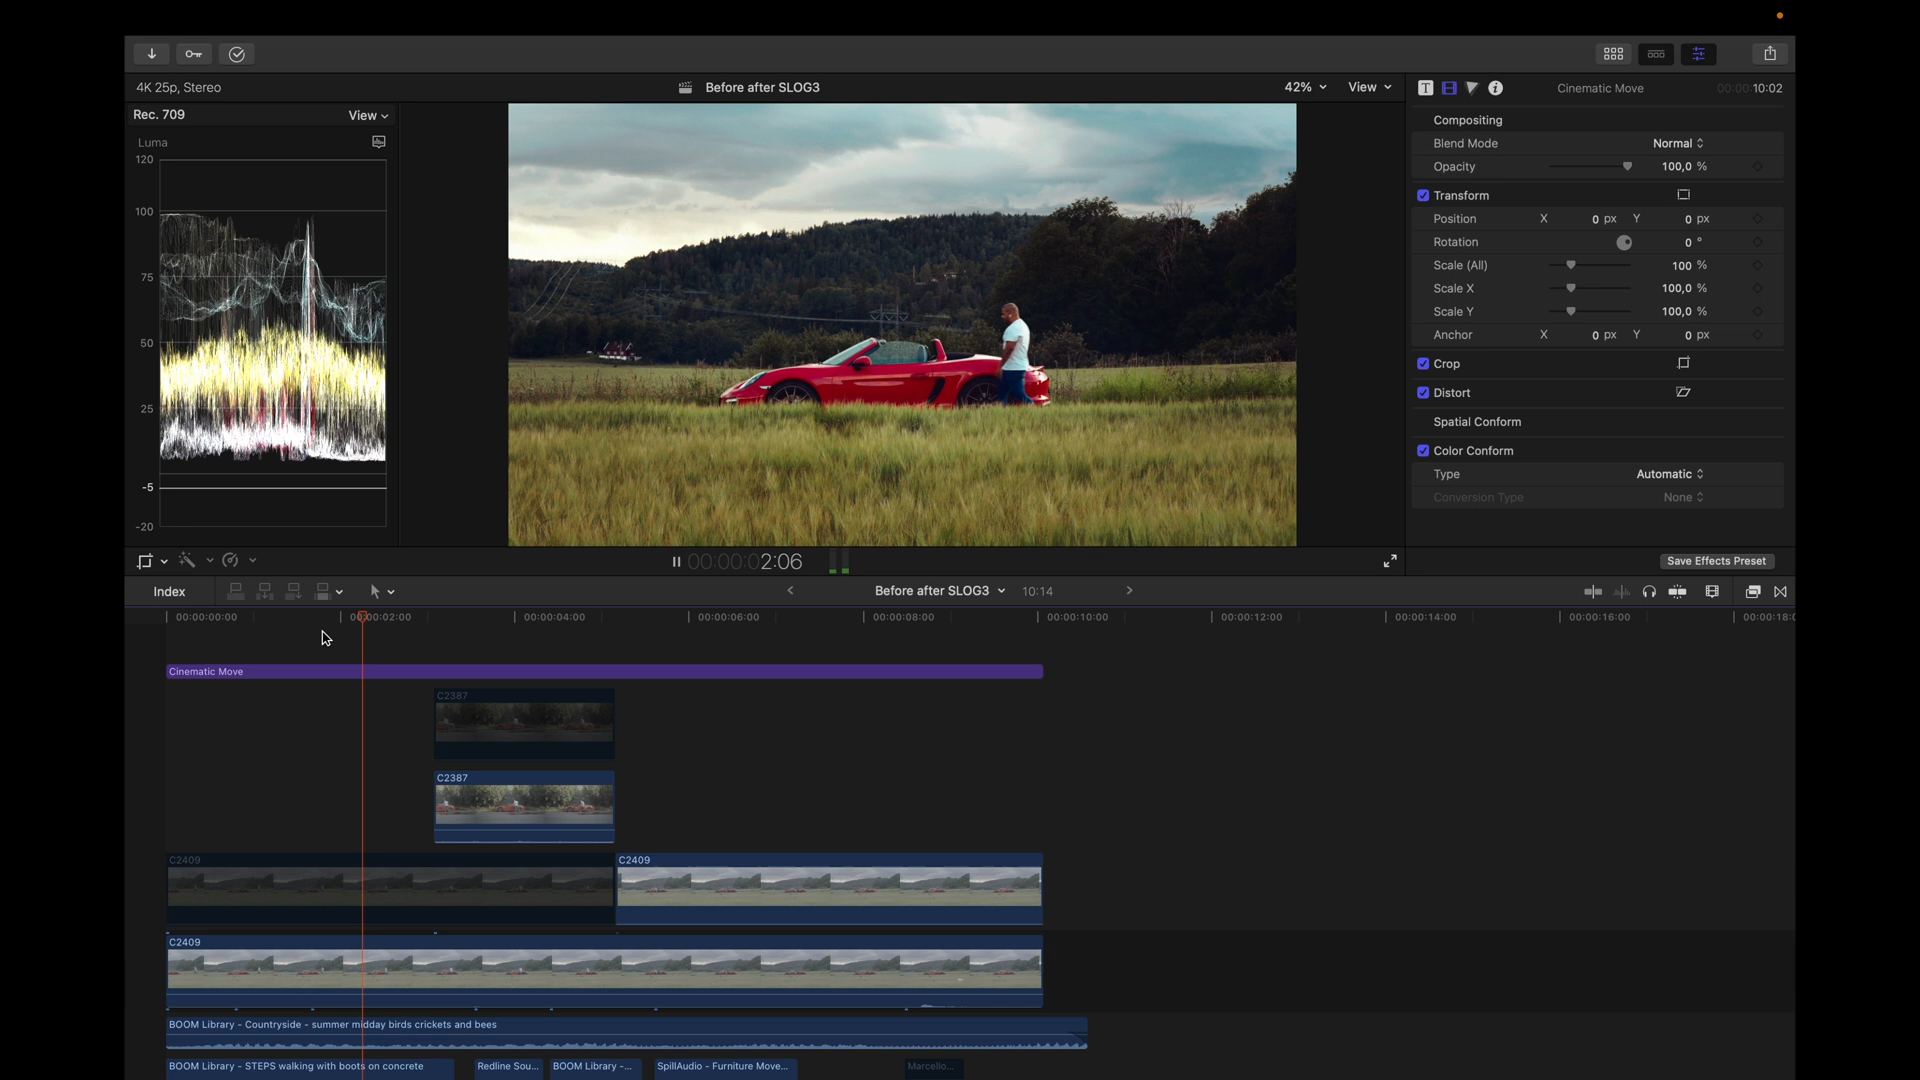 4K 25p, Stereo
Before after SLOG3
42%
View
Cinematic Move
00:00:10:02
Rec. 709
View
Luma
120
100
75
50
25
-5
-20
Compositing
Blend Mode Normal
Opacity 100,0 %
Transform
Position X 0 px Y 0 px
Rotation 0 °
Scale (All) 100 %
Scale X 100,0 %
Scale Y 100,0 %
Anchor X 0 px Y 0 px
Crop
Distort
Spatial Conform
Color Conform
Type Automatic
Conversion Type None
00:00:02:06
Save Effects Preset
Index
Before after SLOG3
10:14
00:00:00:00 00:00:02:00 00:00:04:00 00:00:06:00 00:00:08:00 00:00:10:00 00:00:12:00 00:00:14:00 00:00:16:00
Cinematic Move
C2387
C2387
C2409
C2409
C2409
BOOM Library - Countryside - summer midday birds crickets and bees
BOOM Library - STEPS walking with boots on concrete
Redline Sou...
BOOM Library -...
SpillAudio - Furniture Move...
Marcello...